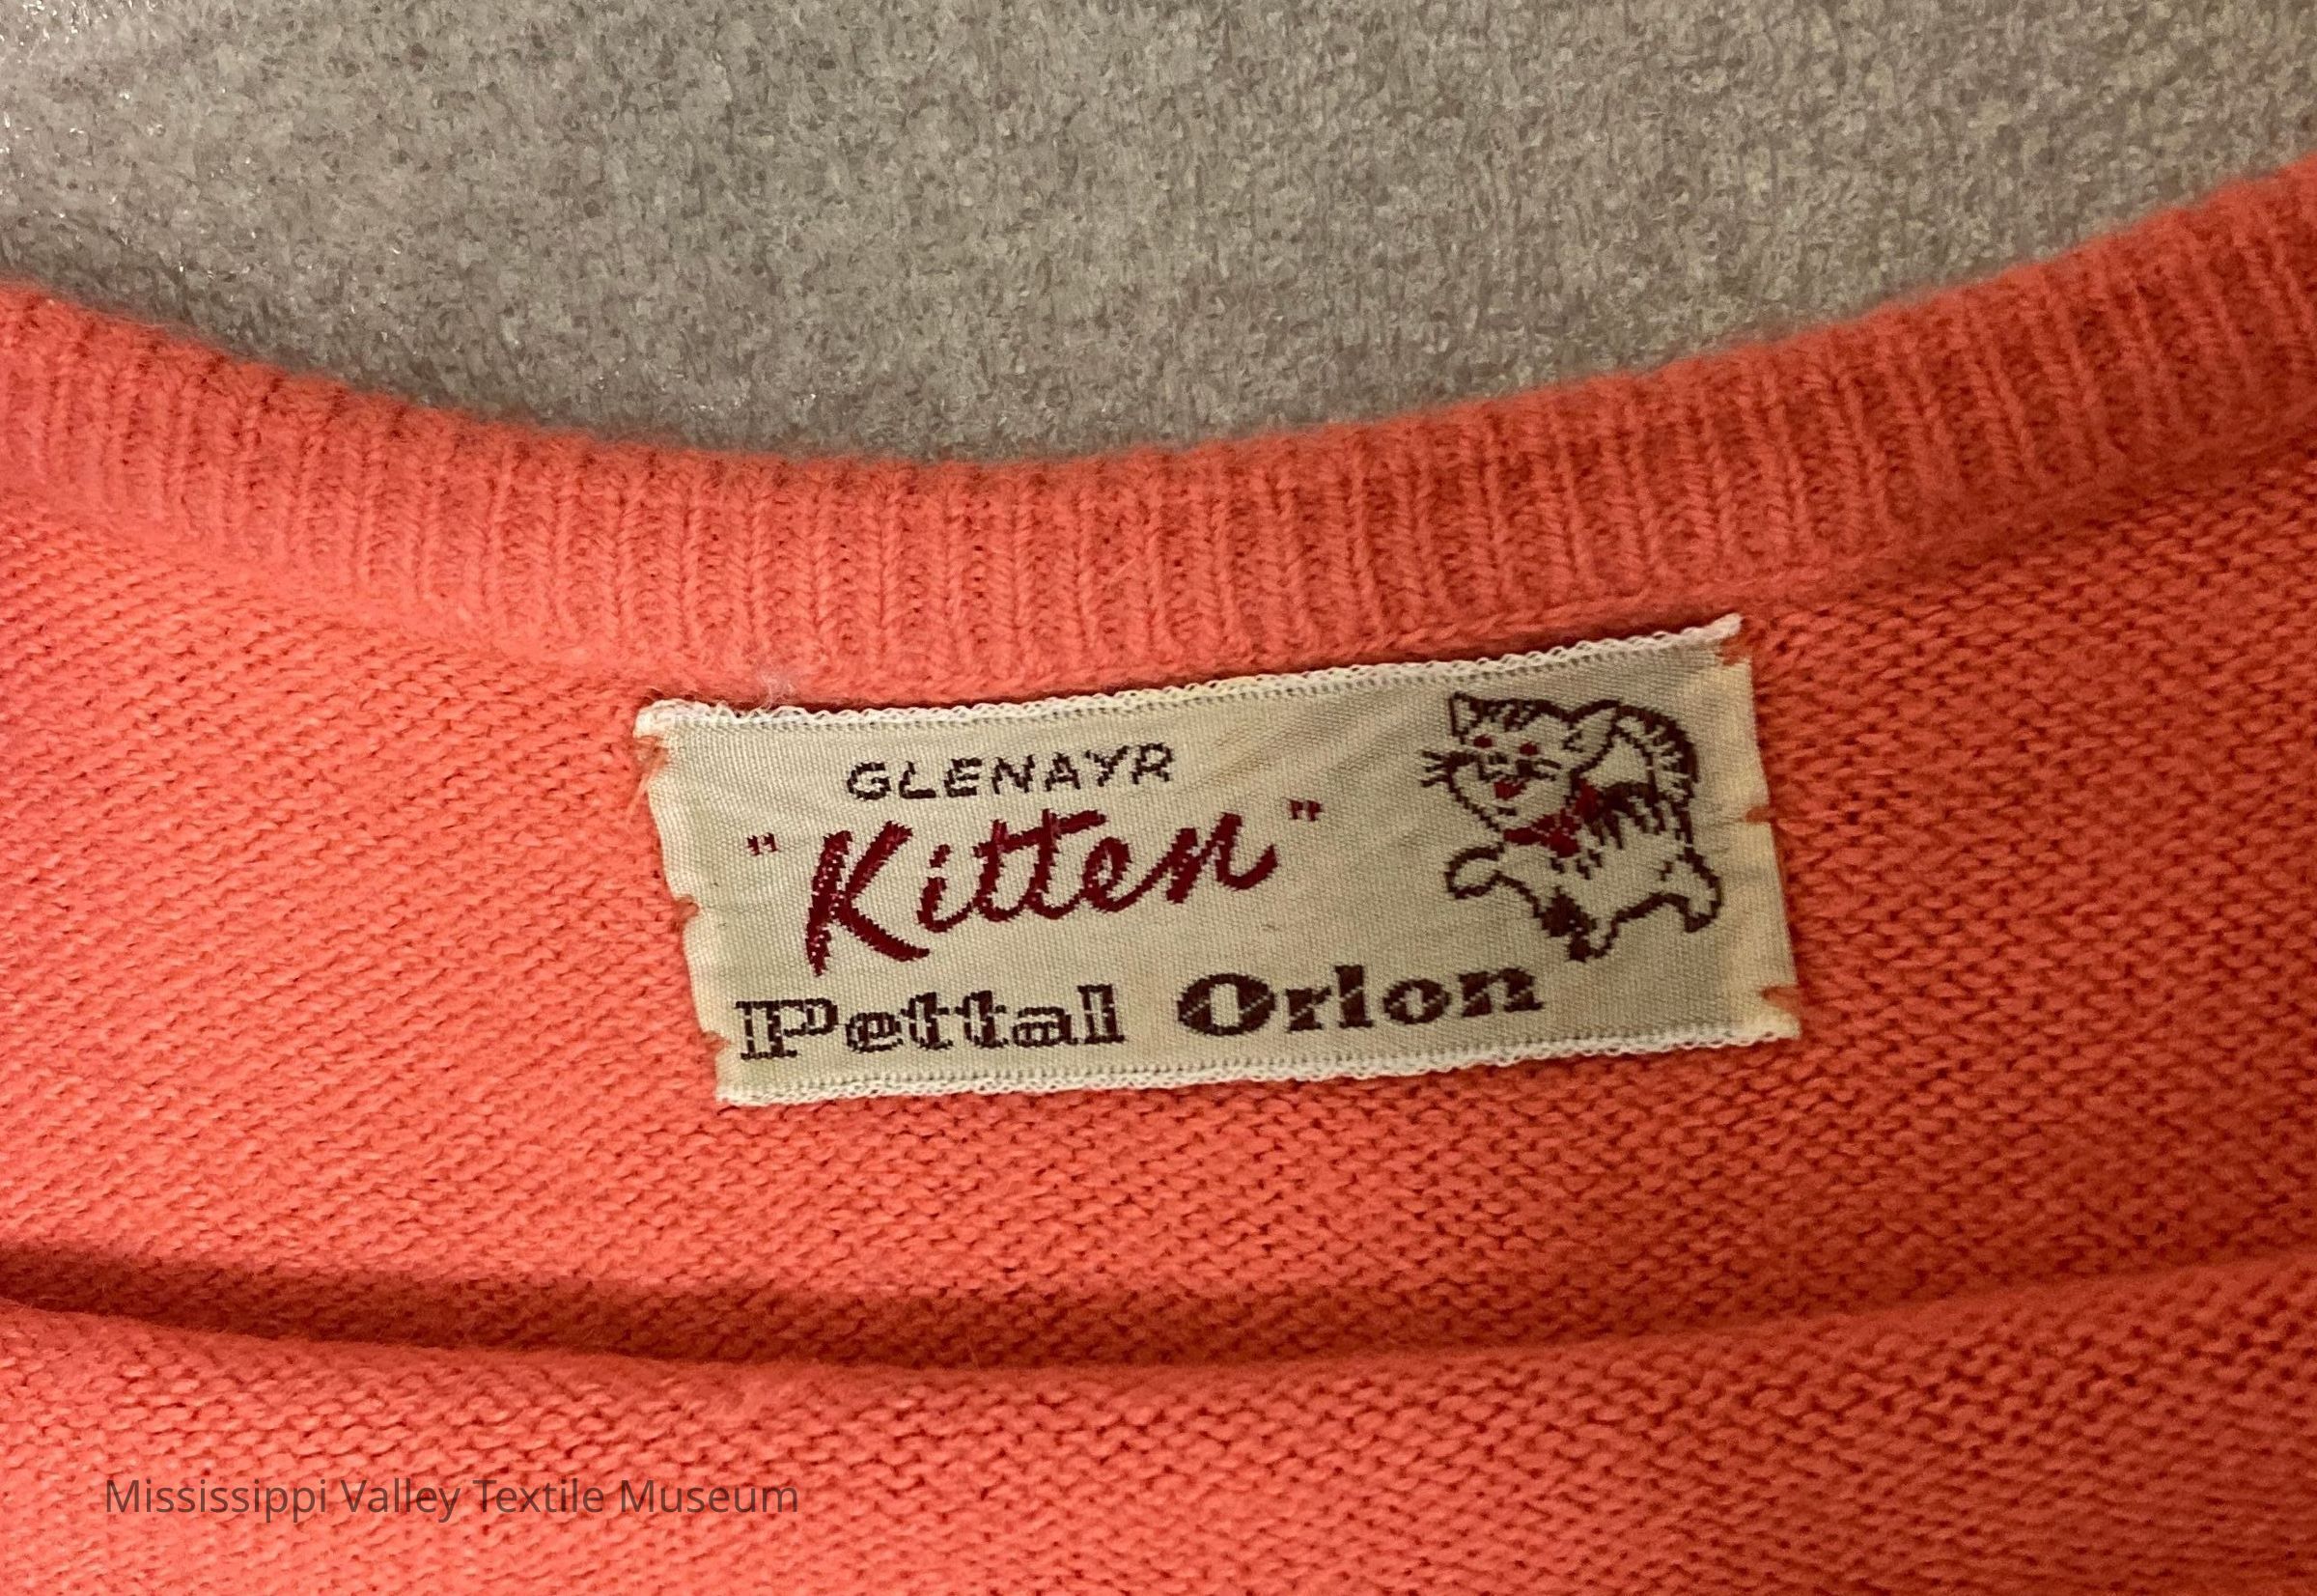 GLENAYR
"Kitten"
Pettal Orlon
Mississippi Valley Textile Museum